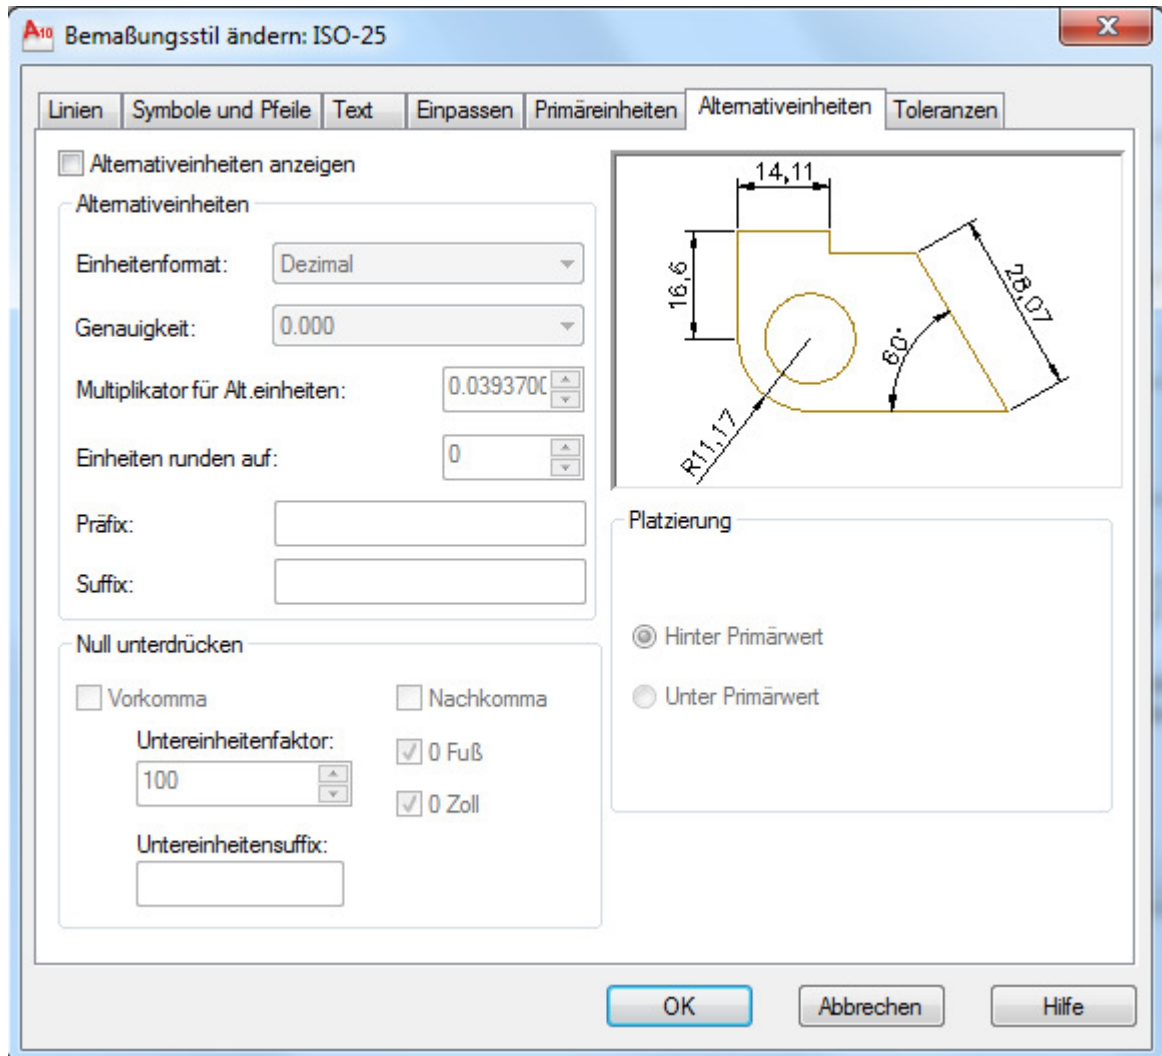 A10 Bemaßungsstil ändern: ISO-25
Linien Symbole und Pfeile Text Einpassen Primäreinheiten Alternativeinheiten Toleranzen
Alternativeinheiten anzeigen
Alternativeinheiten
Einheitenformat: Dezimal
Genauigkeit: 0.000
Multiplikator für Alt.einheiten: 0.0393700
Einheiten runden auf: 0
Präfix:
Suffix:
14,11
16,6
28,07
60°
R11,17
Null unterdrücken
Vorkomma
Nachkomma
Untereinheitenfaktor:
100
0 Fuß
0 Zoll
Untereinheitensuffix:
Platzierung
Hinter Primärwert
Unter Primärwert
OK Abbrechen Hilfe